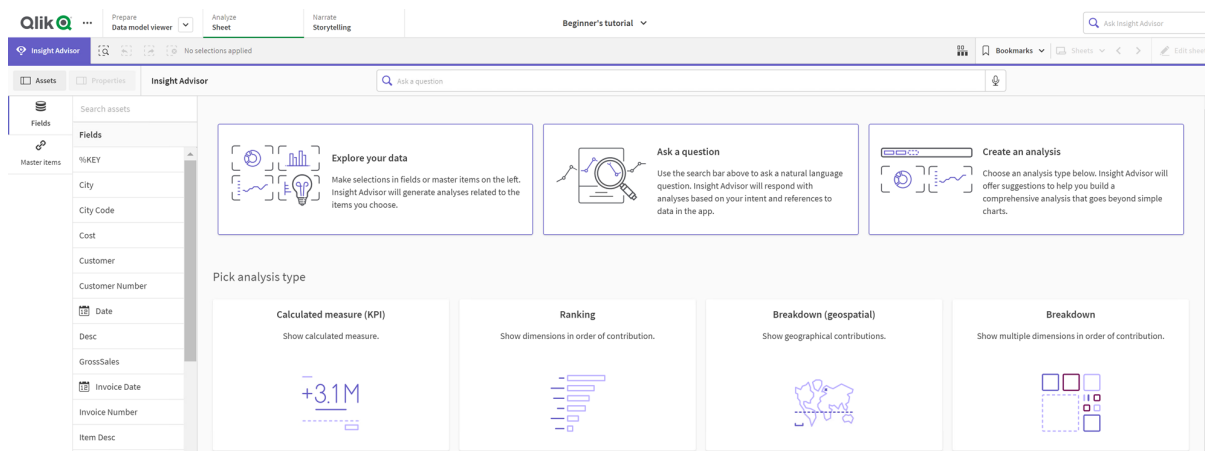 Qlik
Prepare
Data model viewer
Analyze
Sheet
Narrate
Storytelling
Beginner's tutorial
Ask Insight Advisor
Insight Advisor
No selections applied
Bookmarks
Sheets
Edit shee
Assets
Properties
Insight Advisor
Ask a question
Fields
Master items
Search assets
Fields
%KEY
City
City Code
Cost
Customer
Customer Number
Date
Desc
GrossSales
Invoice Date
Invoice Number
Item Desc
Explore your data
Make selections in fields or master items on the left.
Insight Advisor will generate analyses related to the
items you choose.
Ask a question
Use the search bar above to ask a natural language
question. Insight Advisor will respond with
analyses based on your intent and references to
data in the app.
Create an analysis
Choose an analysis type below. Insight Advisor will
offer suggestions to help you build a
comprehensive analysis that goes beyond simple
charts.
Pick analysis type
Calculated measure (KPI)
Show calculated measure.
+3.1M
Ranking
Show dimensions in order of contribution.
Breakdown (geospatial)
Show geographical contributions.
Breakdown
Show multiple dimensions in order of contribution.